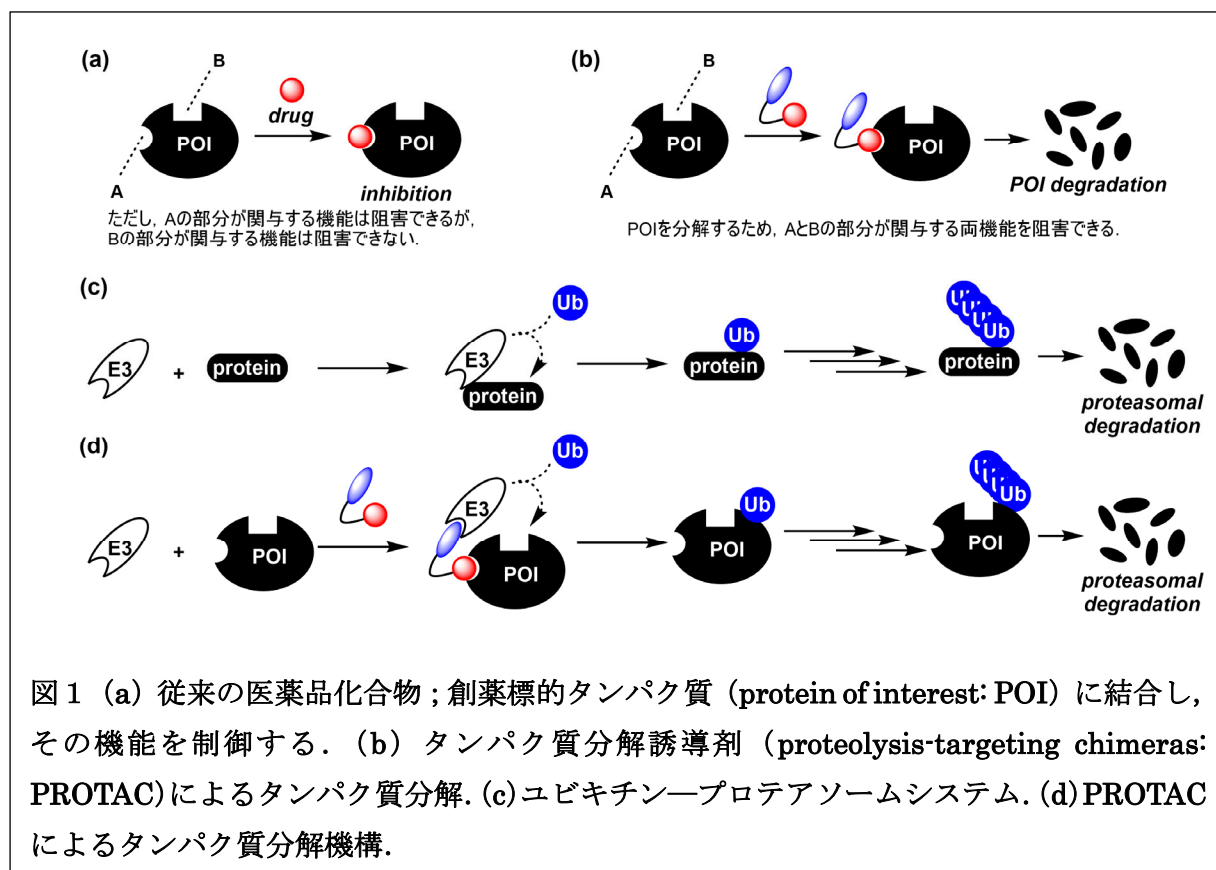 (a)
B
drug
POI
POI
A
inhibition
ただし, Aの部分が関与する機能は阻害できるが,
Bの部分が関与する機能は阻害できない.
(b)
B
POI
POI
A
POI degradation
POIを分解するため, AとBの部分が関与する両機能を阻害できる.
(c)
E3
+
protein
E3
protein
Ub
Ub
protein
Ub
protein
proteasomal
degradation
(d)
E3
+
POI
E3
POI
Ub
Ub
POI
Ub
POI
proteasomal
degradation
図1 (a) 従来の医薬品化合物 ; 創薬標的タンパク質 (protein of interest: POI) に結合し,
その機能を制御する. (b) タンパク質分解誘導剤 (proteolysis-targeting chimeras:
PROTAC)によるタンパク質分解. (c)ユビキチン―プロテアソームシステム. (d)PROTAC
によるタンパク質分解機構.